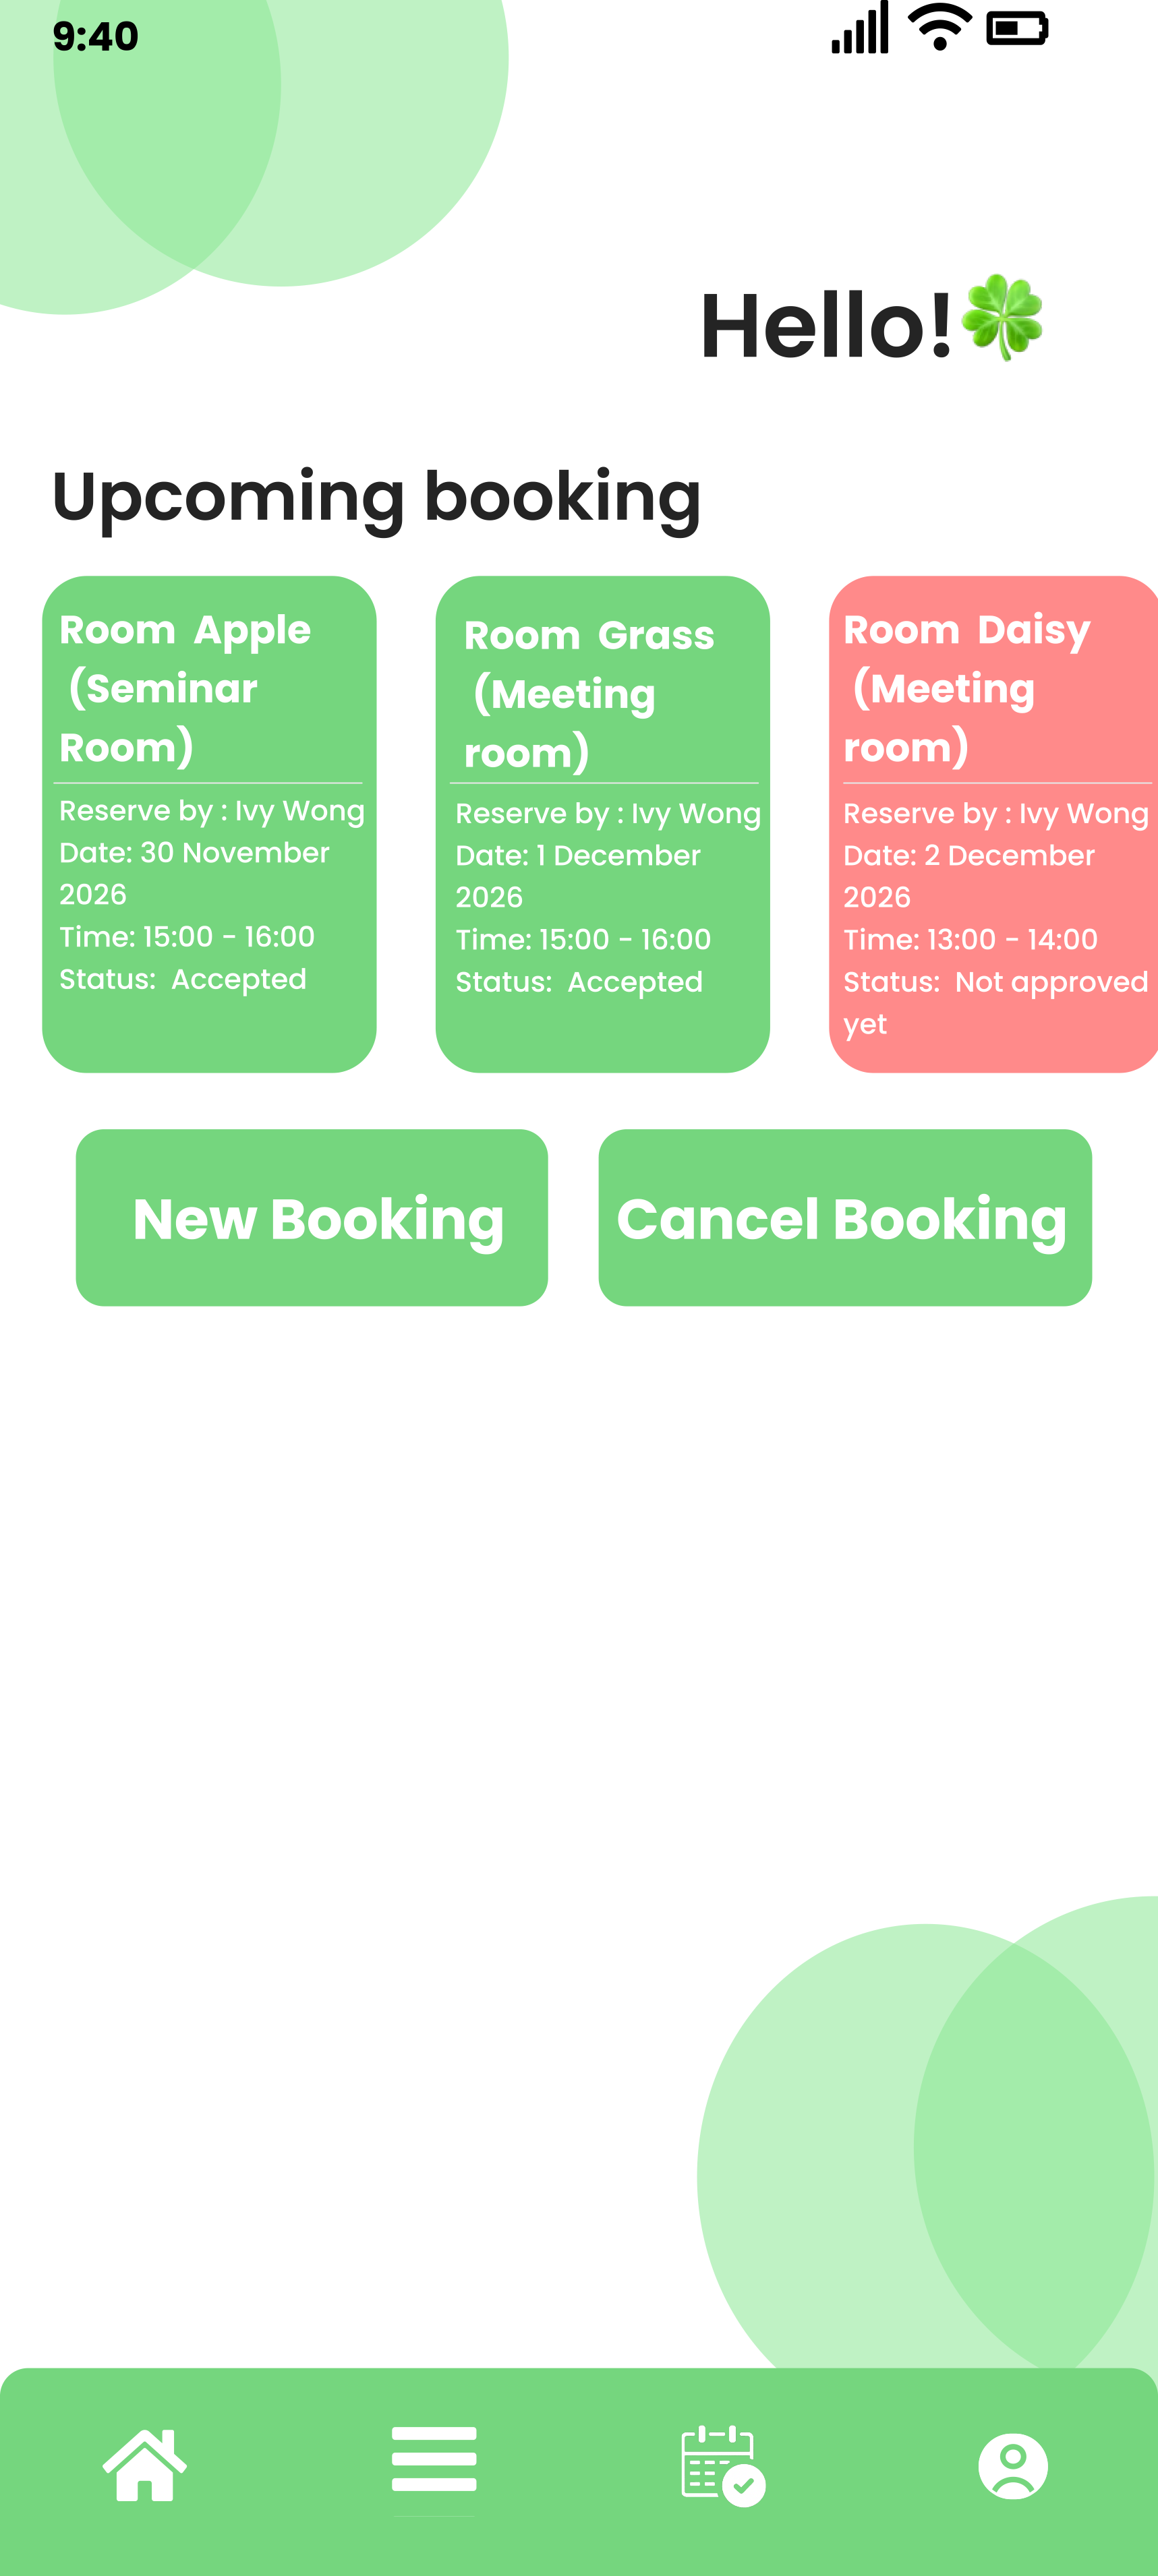 9:40
Hello!
Upcoming booking
Room Apple
(Seminar
Room)
Reserve by : Ivy Wong
Date: 30 November
2026
Time: 15:00 - 16:00
Status: Accepted
Room Grass
(Meeting
room)
Reserve by : Ivy Wong
Date: 1 December
2026
Time: 15:00 - 16:00
Status: Accepted
Room Daisy
(Meeting
room)
Reserve by : Ivy Wong
Date: 2 December
2026
Time: 13:00 - 14:00
Status: Not approved
yet
New Booking
Cancel Booking